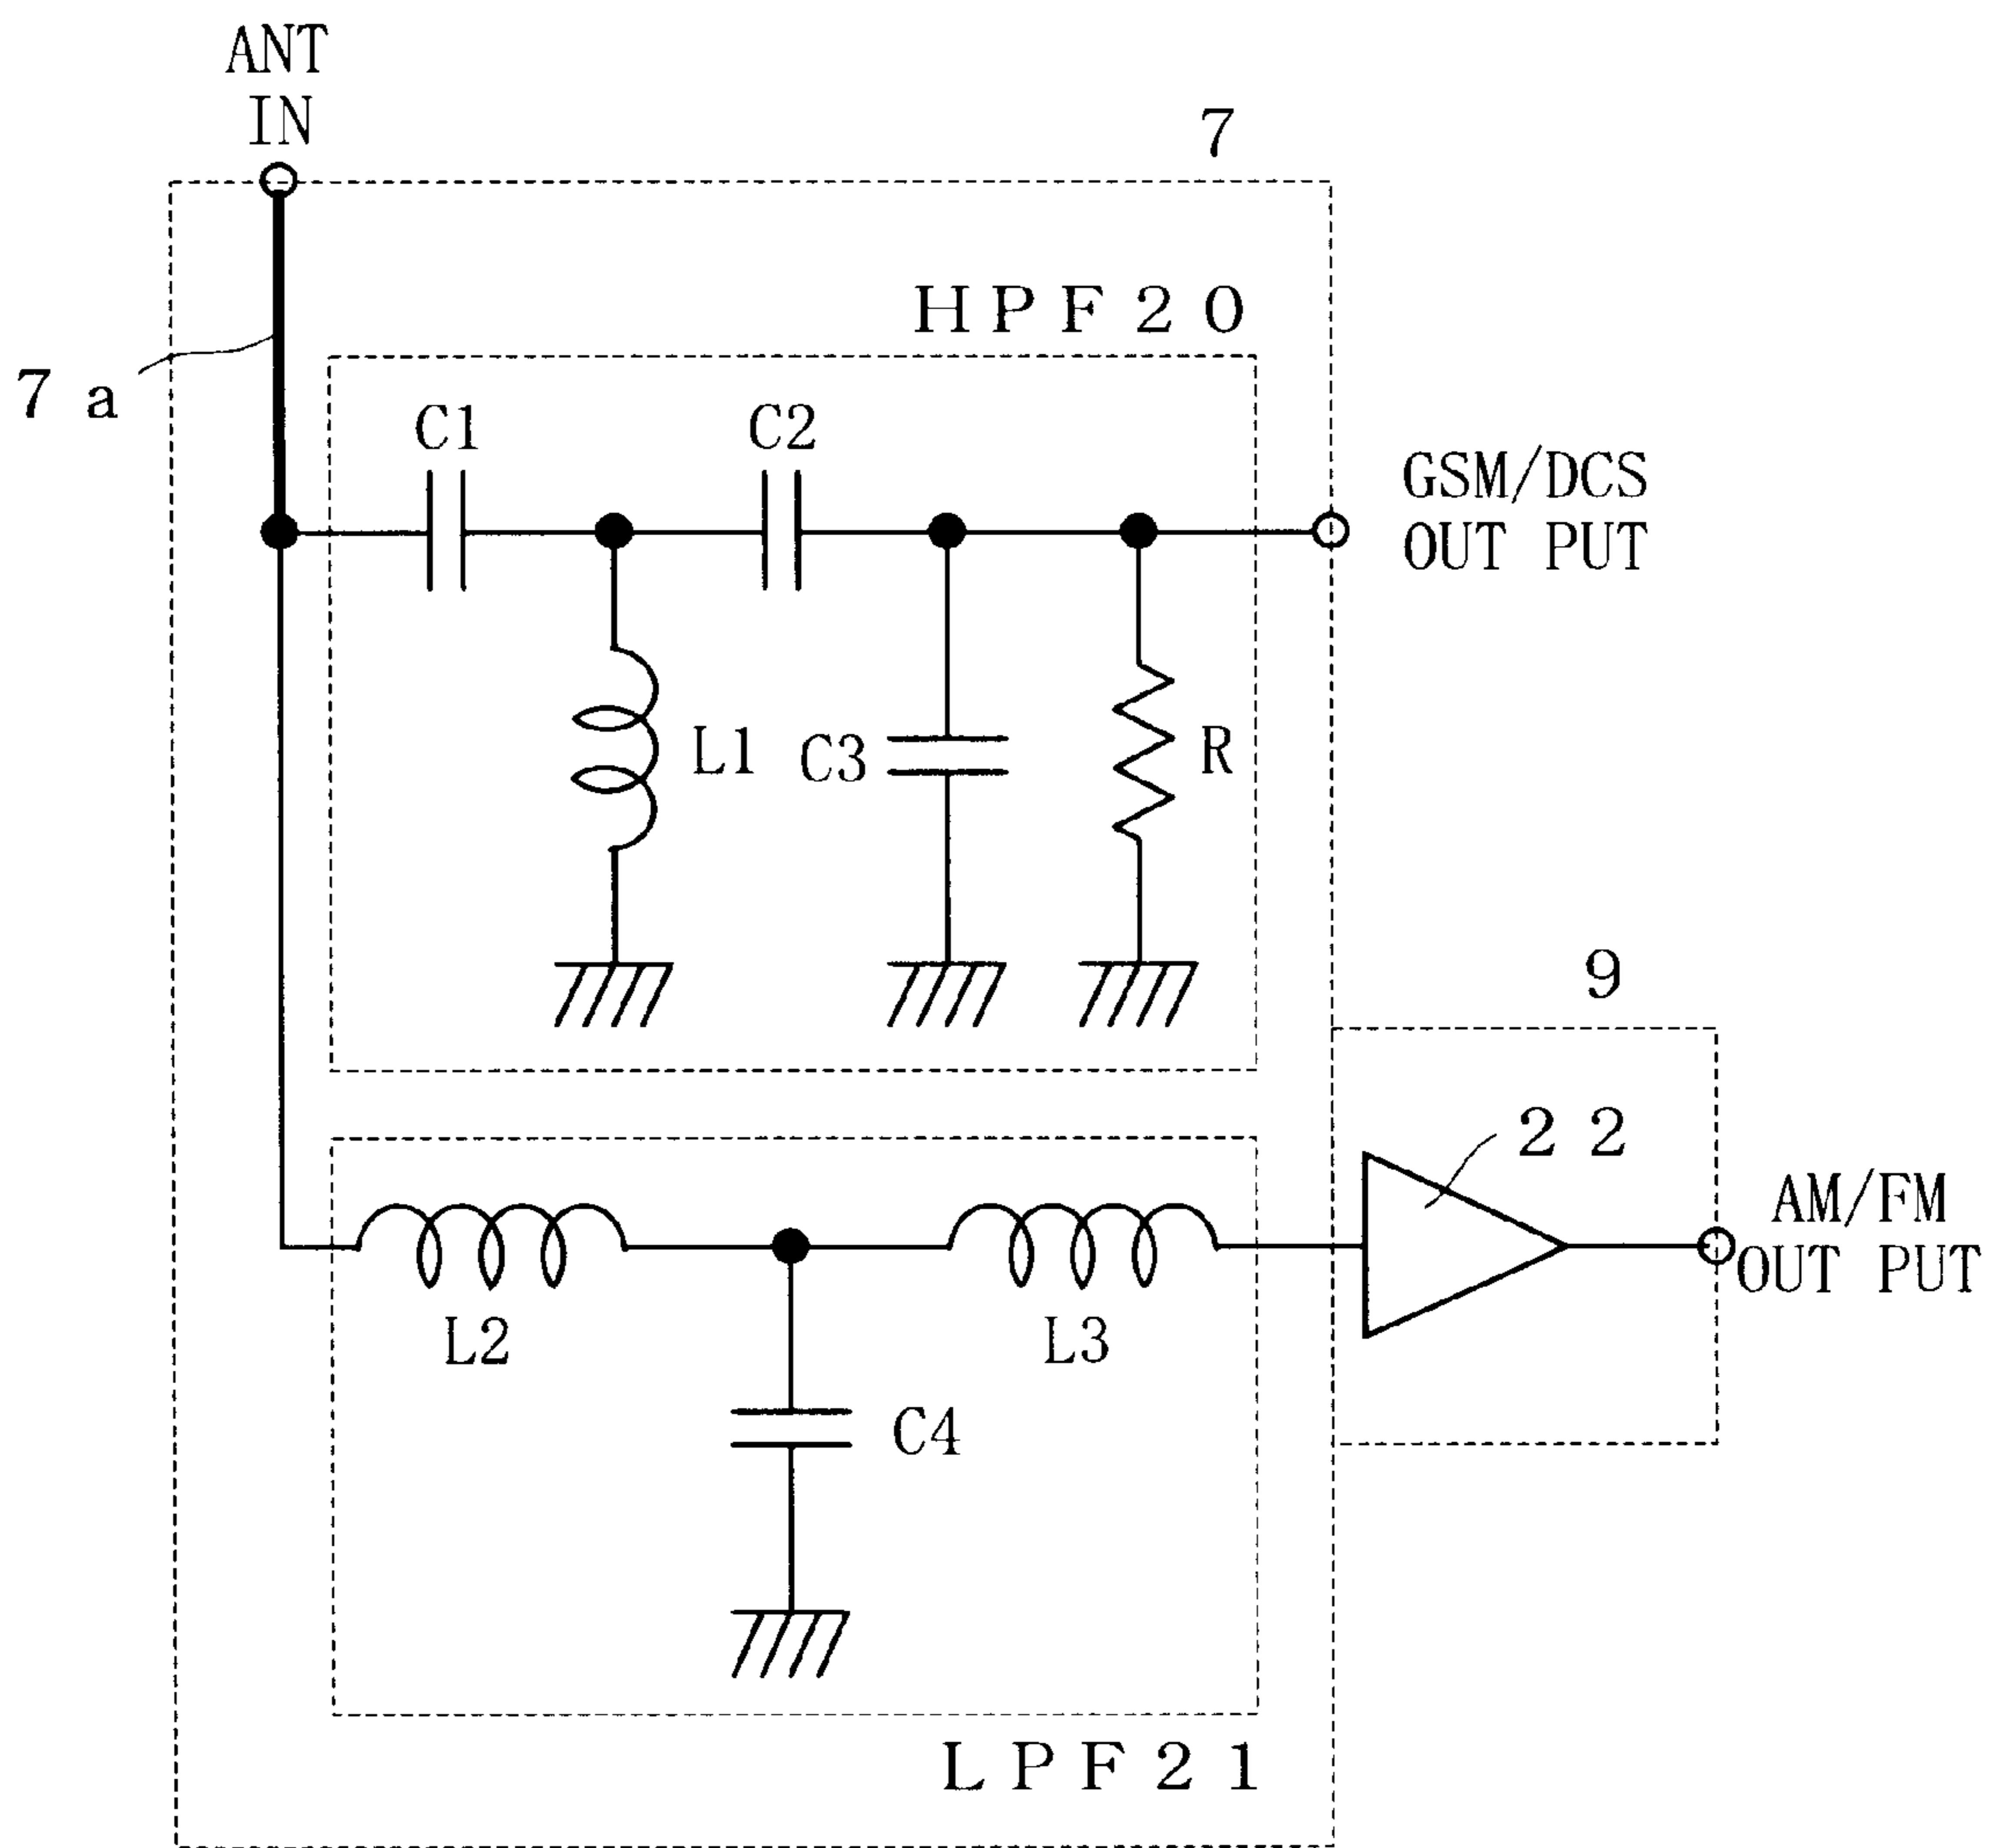 ANT
IN
7
HPF20
7a
C1
C2
GSM/DCS
OUT PUT
L1
C3
R
9
22
AM/FM
OUT PUT
L2
L3
C4
LPF21